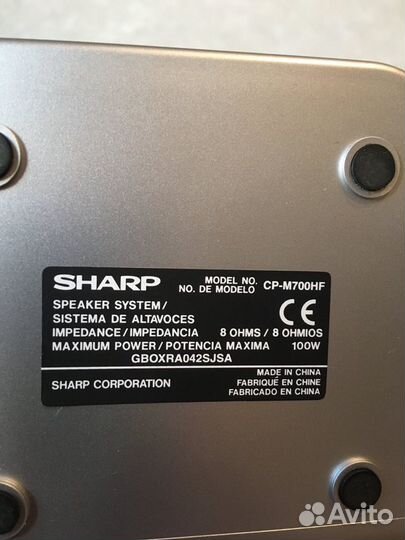 SHARP MODEL NO. NO. DE MODELO CP-M700HF
SPEAKER SYSTEM/
SISTEMA DE ALTAVOCES CE
IMPEDANCE/IMPEDANCIA 8 OHMS / 8 OHMIOS
MAXIMUM POWER/POTENCIA MAXIMA 100W
GBOXRA042SJSA
SHARP CORPORATION
MADE IN CHINA
FABRIQUÉ EN CHINE
FABRICADO EN CHINA
Avito